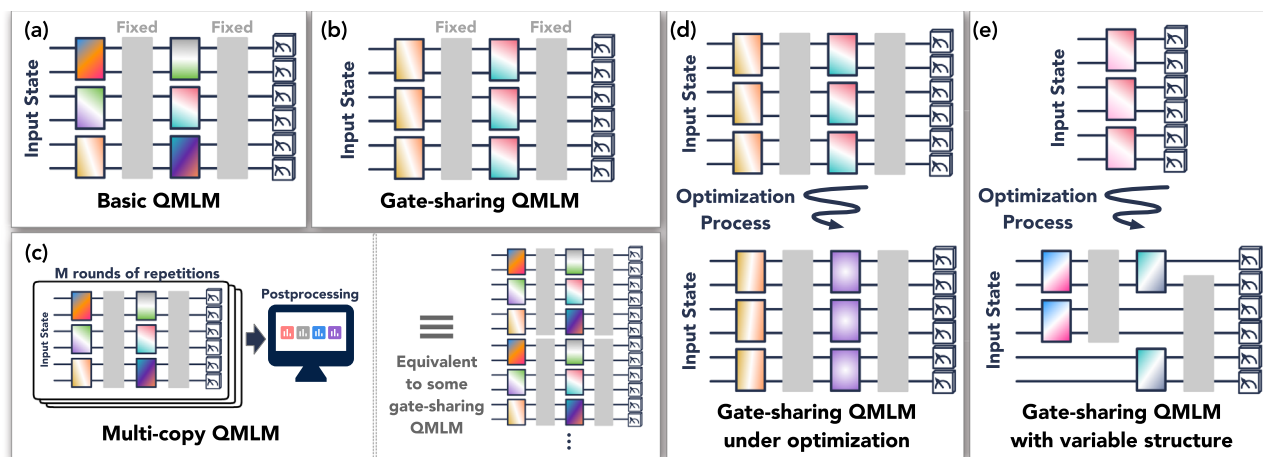 (a)
Fixed
Fixed
Input State
Basic QMLM
(b)
Fixed
Fixed
Input State
Gate-sharing QMLM
(c)
M rounds of repetitions
Input State
Postprocessing
Multi-copy QMLM
Equivalent
to some
gate-sharing
QMLM
(d)
Input State
Optimization
Process
Input State
Gate-sharing QMLM
under optimization
(e)
Input State
Optimization
Process
Input State
Gate-sharing QMLM
with variable structure